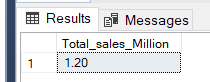 Results Messages
Total_sales_Million
1 1.20